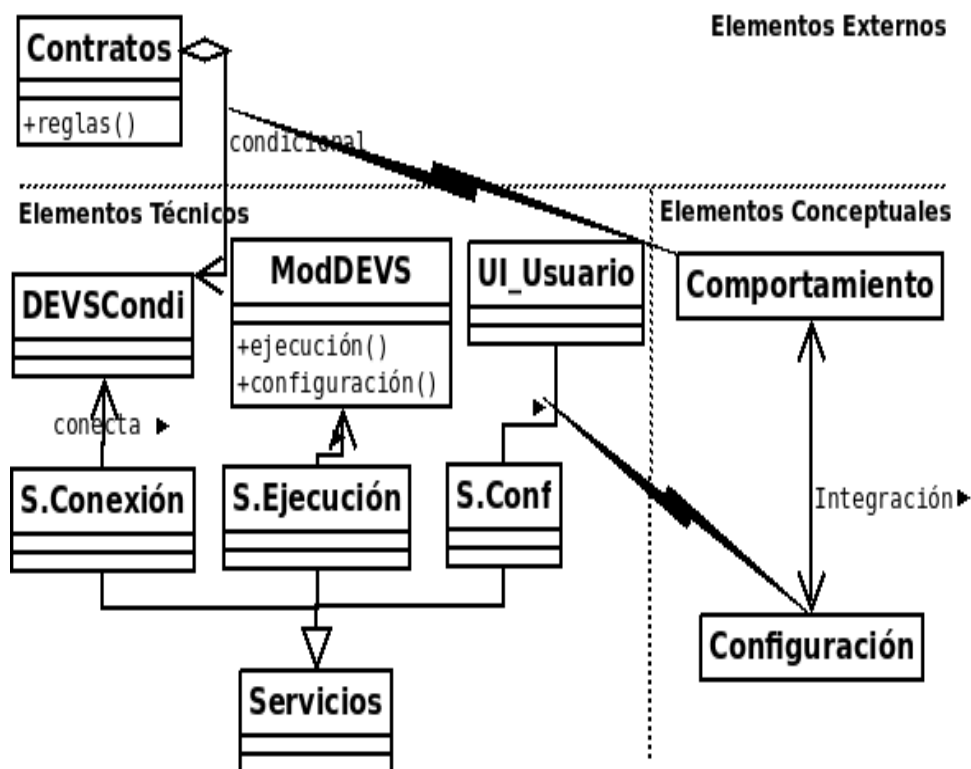 Elementos Externos
Contratos
+reglas()
condicional
Elementos Técnicos
Elementos Conceptuales
ModDEVS
+ejecución()
+configuración()
UI_Usuario
Comportamiento
DEVSCondi
conecta
S.Conexión
S.Ejecución
S.Conf
Integración
Configuración
Servicios